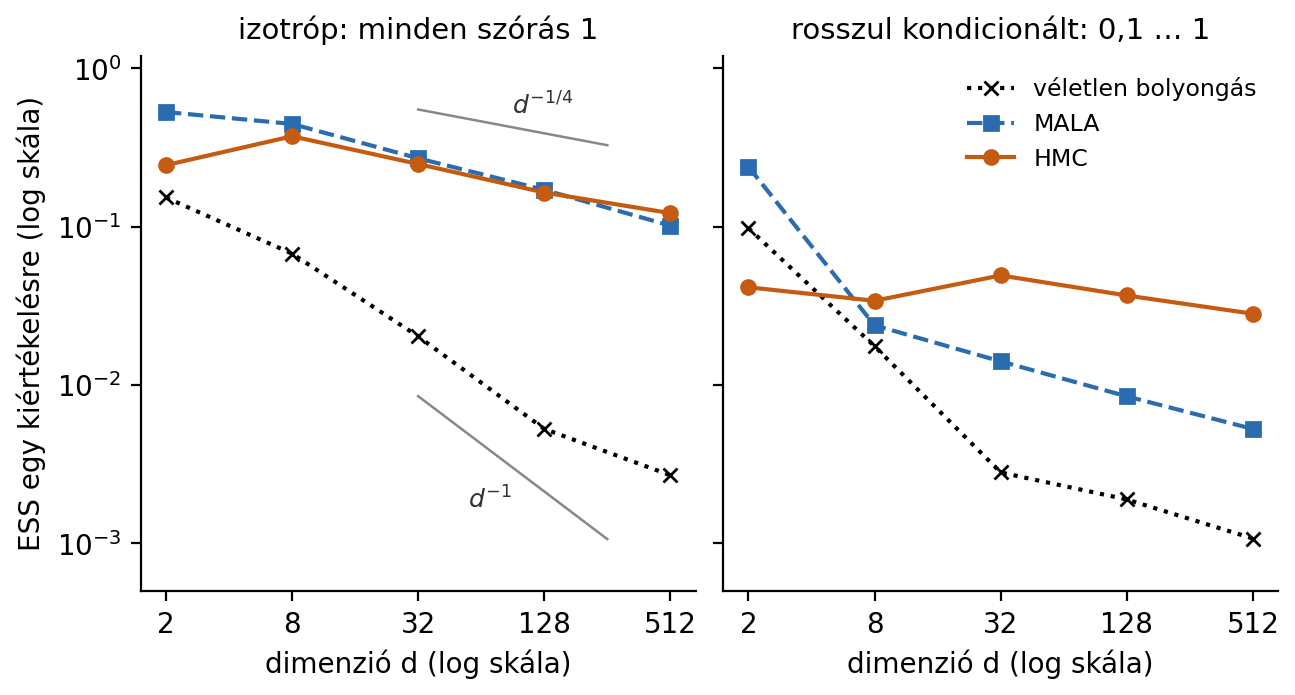 izotróp: minden szórás 1
rosszul kondicionált: 0,1 … 1
ESS egy kiértékelésre (log skála)
10⁰
10⁻¹
10⁻²
10⁻³
d⁻¹/⁴
d⁻¹
véletlen bolyongás
MALA
HMC
2 8 32 128 512
2 8 32 128 512
dimenzió d (log skála)
dimenzió d (log skála)